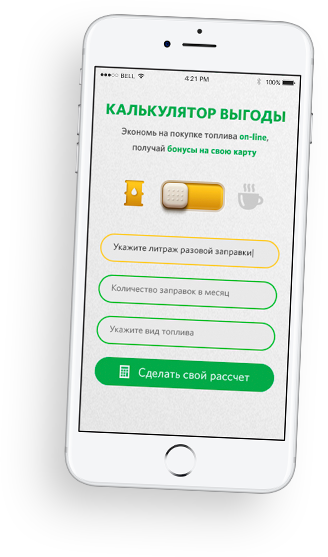 BELL 4:21 PM 100%
КАЛЬКУЛЯТОР ВЫГОДЫ
Экономь на покупке топлива on-line,
получай бонусы на свою карту
Укажите литраж разовой заправки
Количество заправок в месяц
Укажите вид топлива
Сделать свой рассчет